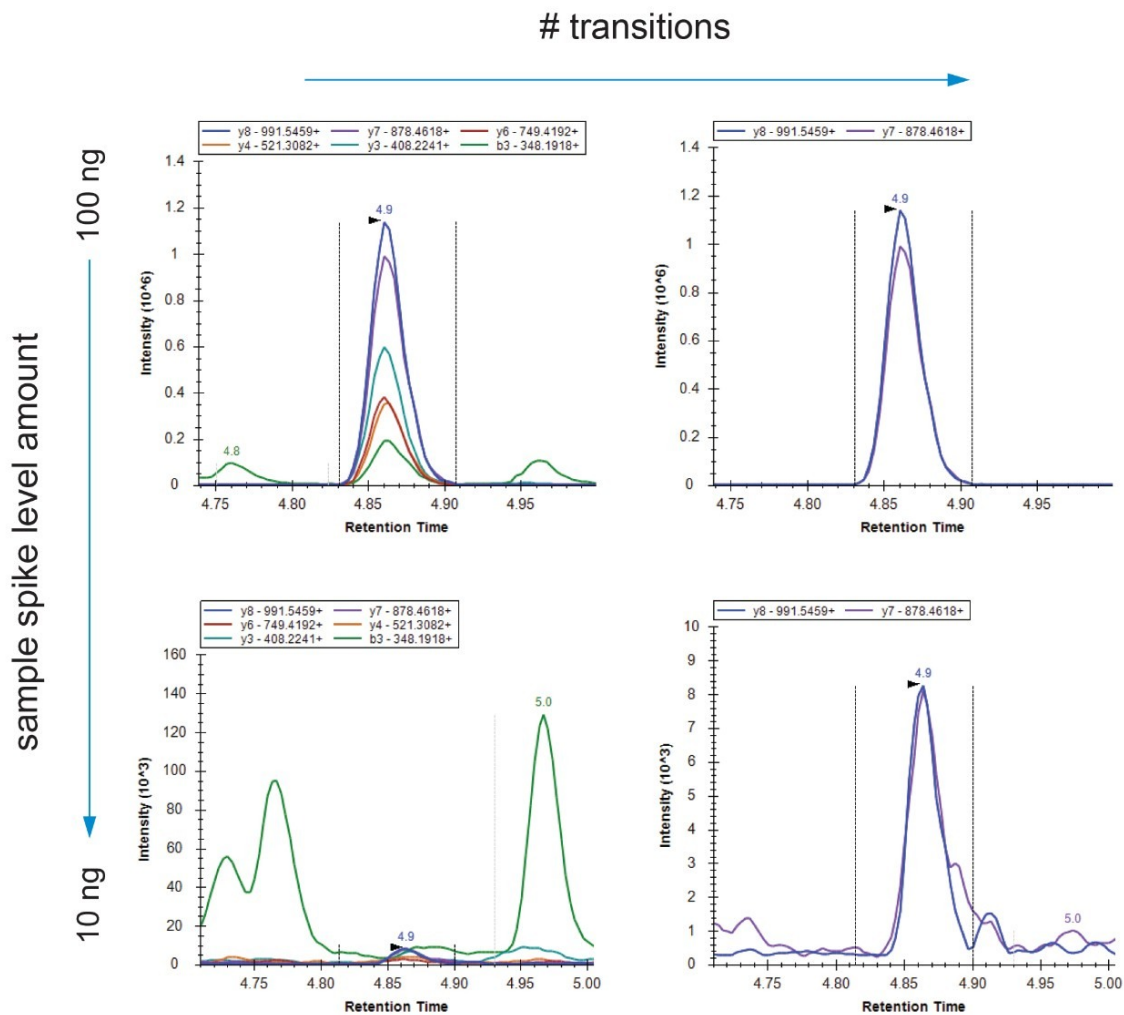 # transitions
sample spike level amount
100 ng
10 ng
y8 - 991.5459+ y7 - 878.4618+ y6 - 749.4192+
y4 - 521.3082+ y3 - 408.2241+ b3 - 348.1918+
Intensity (10^6)
1.4
1.2
1
0.8
0.6
0.4
0.2
0
4.9
4.8
4.75 4.80 4.85 4.90 4.95
Retention Time
y8 - 991.5459+ y7 - 878.4618+
Intensity (10^6)
1.4
1.2
1
0.8
0.6
0.4
0.2
0
4.9
4.75 4.80 4.85 4.90 4.95
Retention Time
y8 - 991.5459+ y7 - 878.4618+
y6 - 749.4192+ y4 - 521.3082+
y3 - 408.2241+ b3 - 348.1918+
Intensity (10^3)
160
140
120
100
80
60
40
20
0
5.0
4.9
4.75 4.80 4.85 4.90 4.95 5.00
Retention Time
y8 - 991.5459+ y7 - 878.4618+
Intensity (10^3)
10
9
8
7
6
5
4
3
2
1
0
4.9
5.0
4.75 4.80 4.85 4.90 4.95 5.00
Retention Time